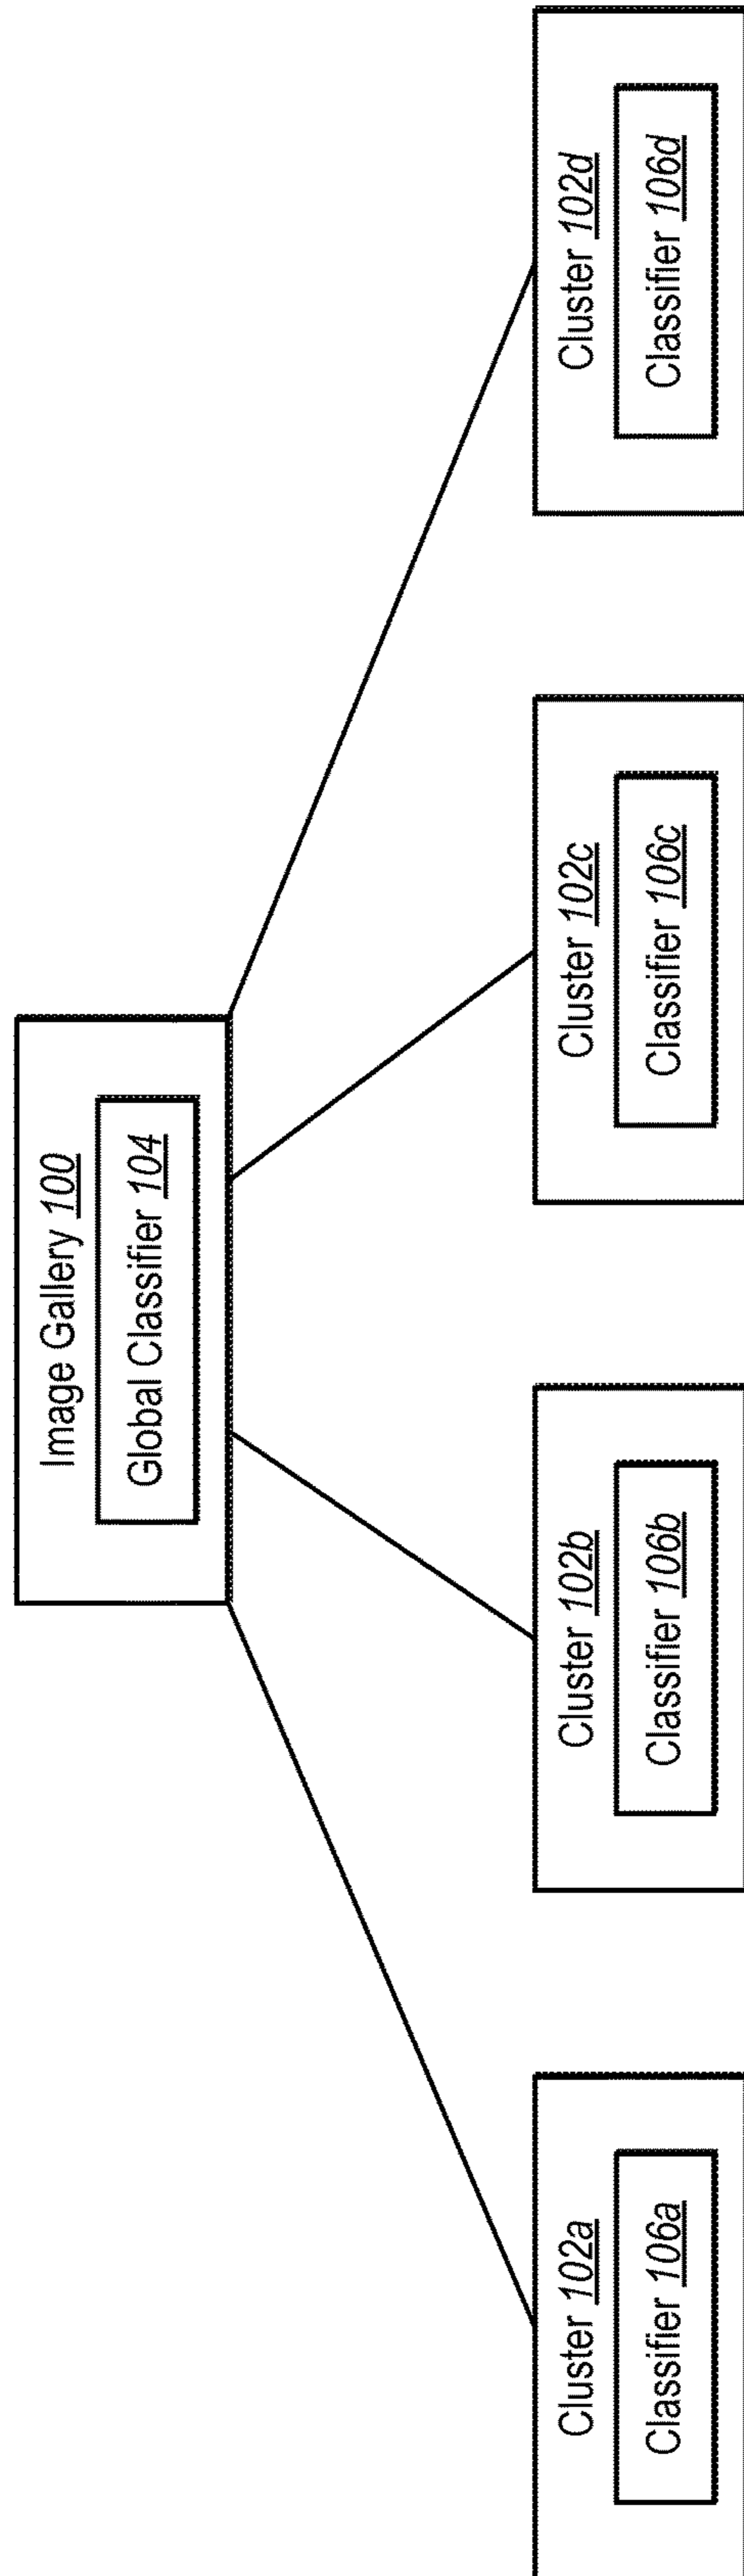 Image Gallery 100
Global Classifier 104
Cluster 102a
Classifier 106a
Cluster 102b
Classifier 106b
Cluster 102c
Classifier 106c
Cluster 102d
Classifier 106d